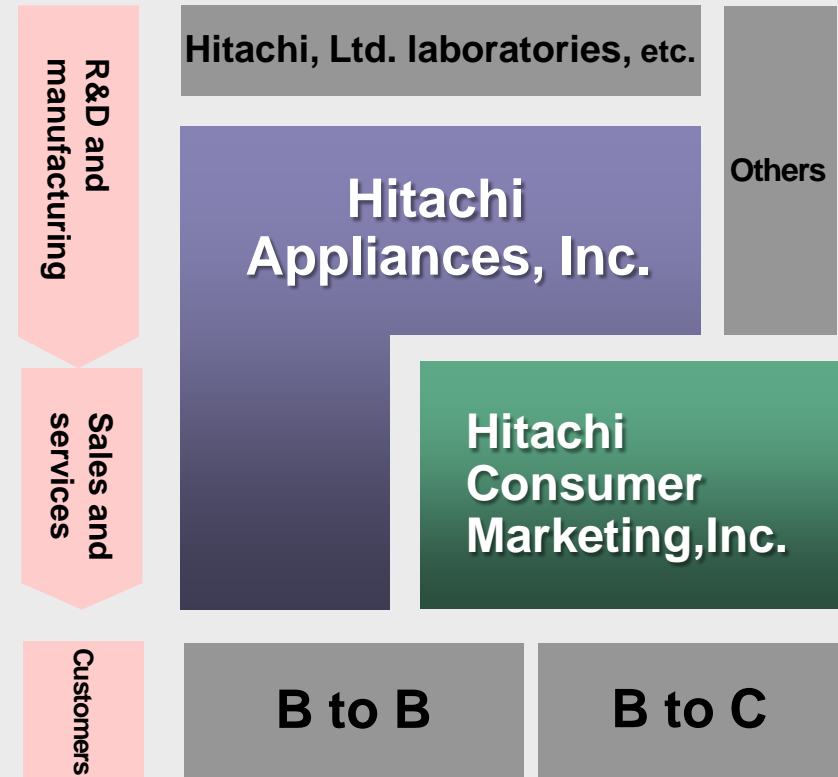 R&D and
manufacturing
Hitachi, Ltd. laboratories, etc.
Hitachi
Appliances, Inc.
Others
Sales and
services
Hitachi
Consumer
Marketing,Inc.
Customers
B to B
B to C